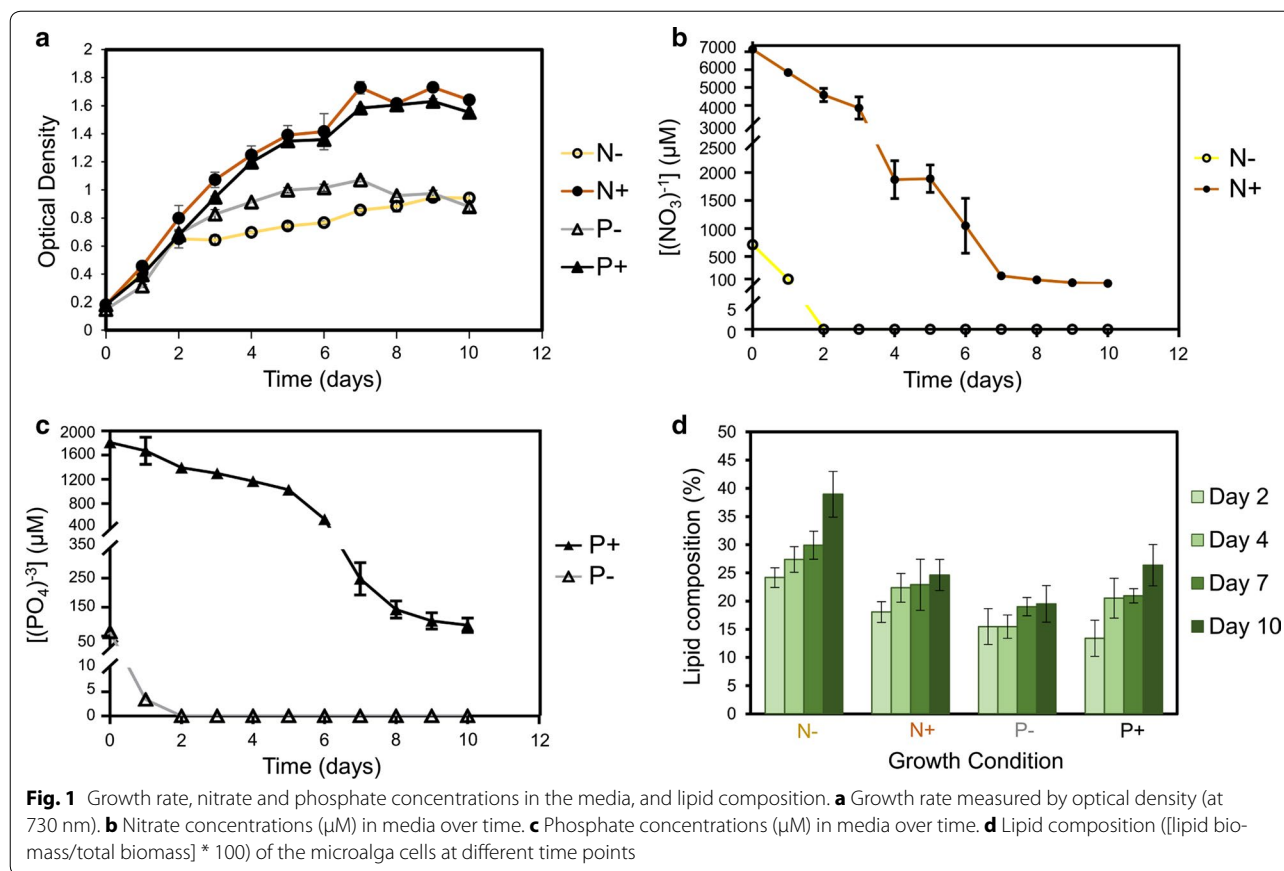 a
2
1.8
1.6
1.4
1.2
1
0.8
0.6
0.4
0.2
0
0 2 4 6 8 10 12
Optical Density
Time (days)
N-
N+
P-
P+
b
7000
6000
5000
4000
3000
2500
2000
1000
500
100
5
0
0 2 4 6 8 10 12
[(NO₃)⁻¹] (µM)
Time (days)
N-
N+
c
2000
1600
1200
800
400
350
250
150
50
10
5
0
0 2 4 6 8 10 12
[(PO₄)⁻³] (µM)
Time (days)
P+
P-
d
50
45
40
35
30
25
20
15
10
5
0
Lipid composition (%)
N- N+ P- P+
Growth Condition
Day 2
Day 4
Day 7
Day 10
Fig. 1 Growth rate, nitrate and phosphate concentrations in the media, and lipid composition. a Growth rate measured by optical density (at
730 nm). b Nitrate concentrations (µM) in media over time. c Phosphate concentrations (µM) in media over time. d Lipid composition ([lipid bio-
mass/total biomass] * 100) of the microalga cells at different time points